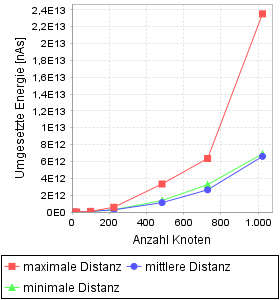 2,4E13
2,2E13
2E13
1,8E13
1,6E13
1,4E13
1,2E13
1E13
8E12
6E12
4E12
2E12
0E0
Umgesetzte Energie [nAs]
0 200 400 600 800 1.000
Anzahl Knoten
maximale Distanz mittlere Distanz
minimale Distanz